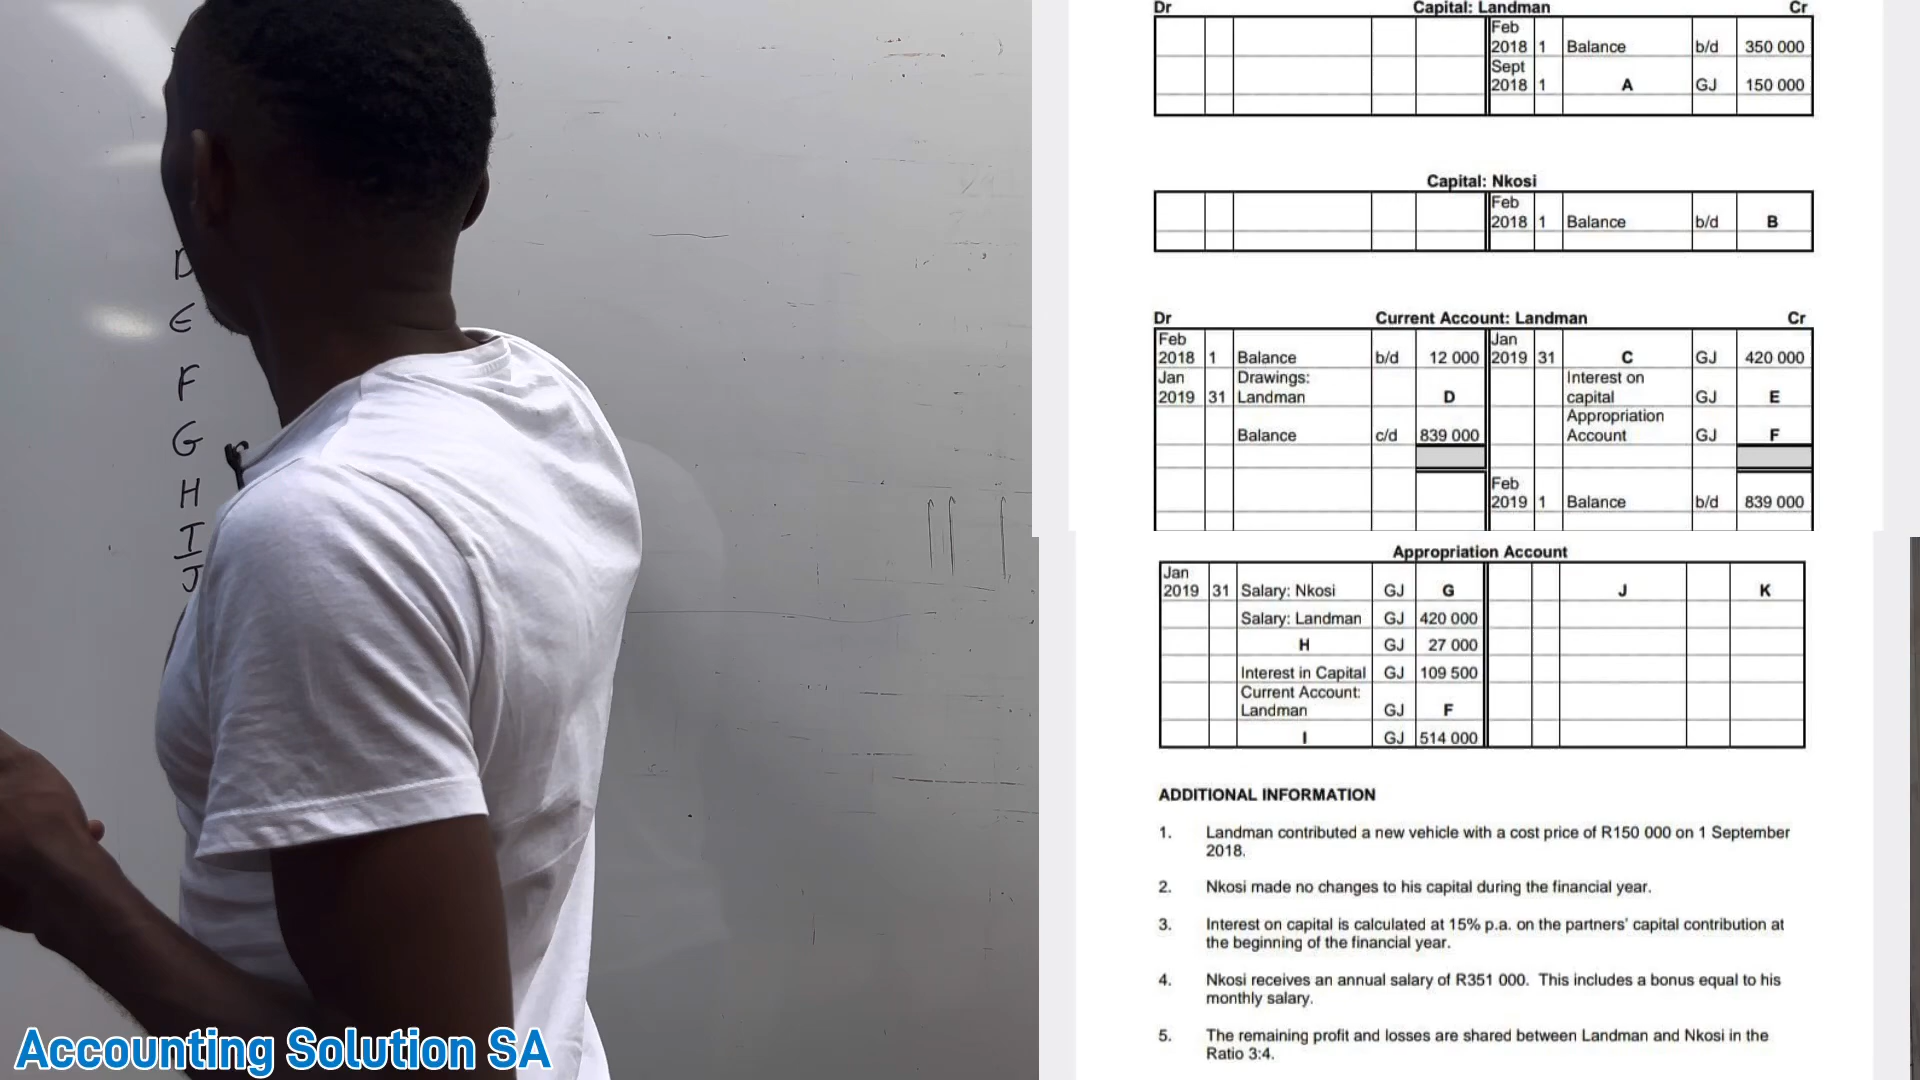 D
E
F
G
H
I
J
Accounting Solution SA
Dr Capital: Landman Cr
Feb
2018 1 Balance b/d 350 000
Sept
2018 1 A GJ 150 000
Capital: Nkosi
Feb
2018 1 Balance b/d B
Dr Current Account: Landman Cr
Feb Jan
2018 1 Balance b/d 12 000 2019 31 C GJ 420 000
Jan Drawings: Interest on
2019 31 Landman D capital GJ E
Appropriation
Balance c/d 839 000 Account GJ F
Feb
2019 1 Balance b/d 839 000
Appropriation Account
Jan
2019 31 Salary: Nkosi GJ G J K
Salary: Landman GJ 420 000
H GJ 27 000
Interest in Capital GJ 109 500
Current Account:
Landman GJ F
I GJ 514 000
ADDITIONAL INFORMATION
1. Landman contributed a new vehicle with a cost price of R150 000 on 1 September
2018.
2. Nkosi made no changes to his capital during the financial year.
3. Interest on capital is calculated at 15% p.a. on the partners' capital contribution at
the beginning of the financial year.
4. Nkosi receives an annual salary of R351 000. This includes a bonus equal to his
monthly salary.
5. The remaining profit and losses are shared between Landman and Nkosi in the
Ratio 3:4.